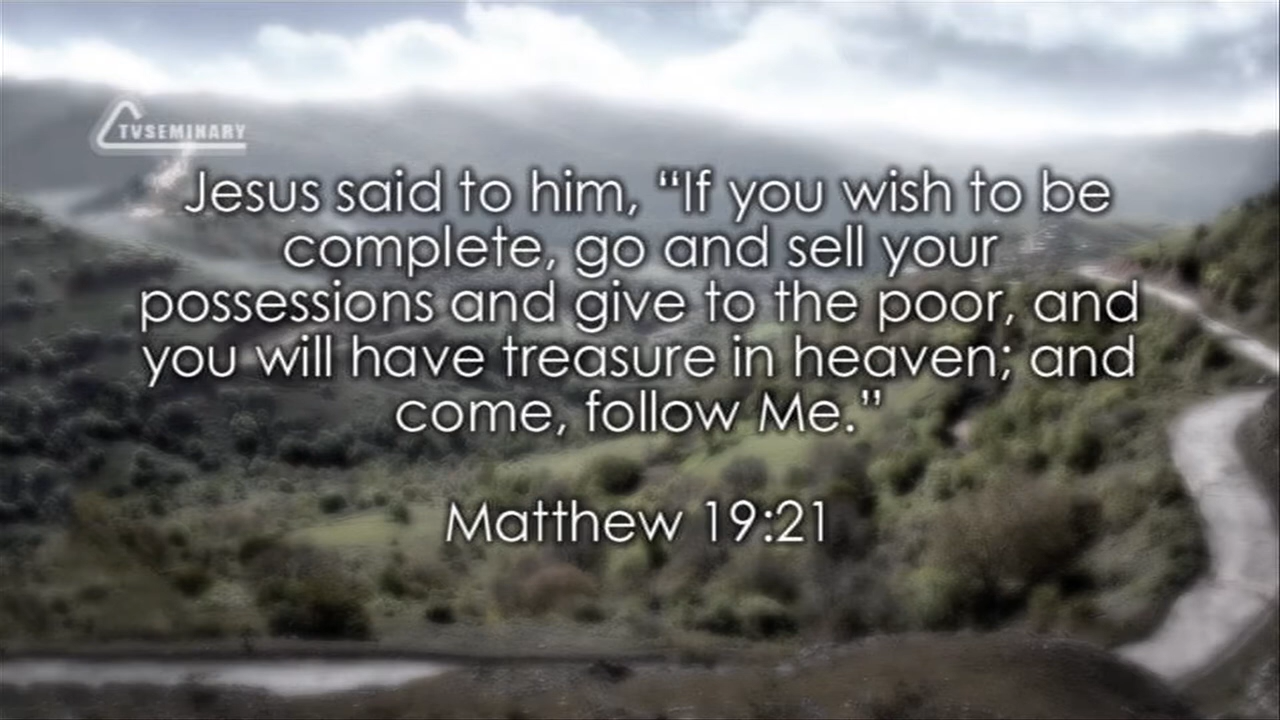 TVSEMINARY
Jesus said to him, “If you wish to be
complete, go and sell your
possessions and give to the poor, and
you will have treasure in heaven; and
come, follow Me.”
Matthew 19:21